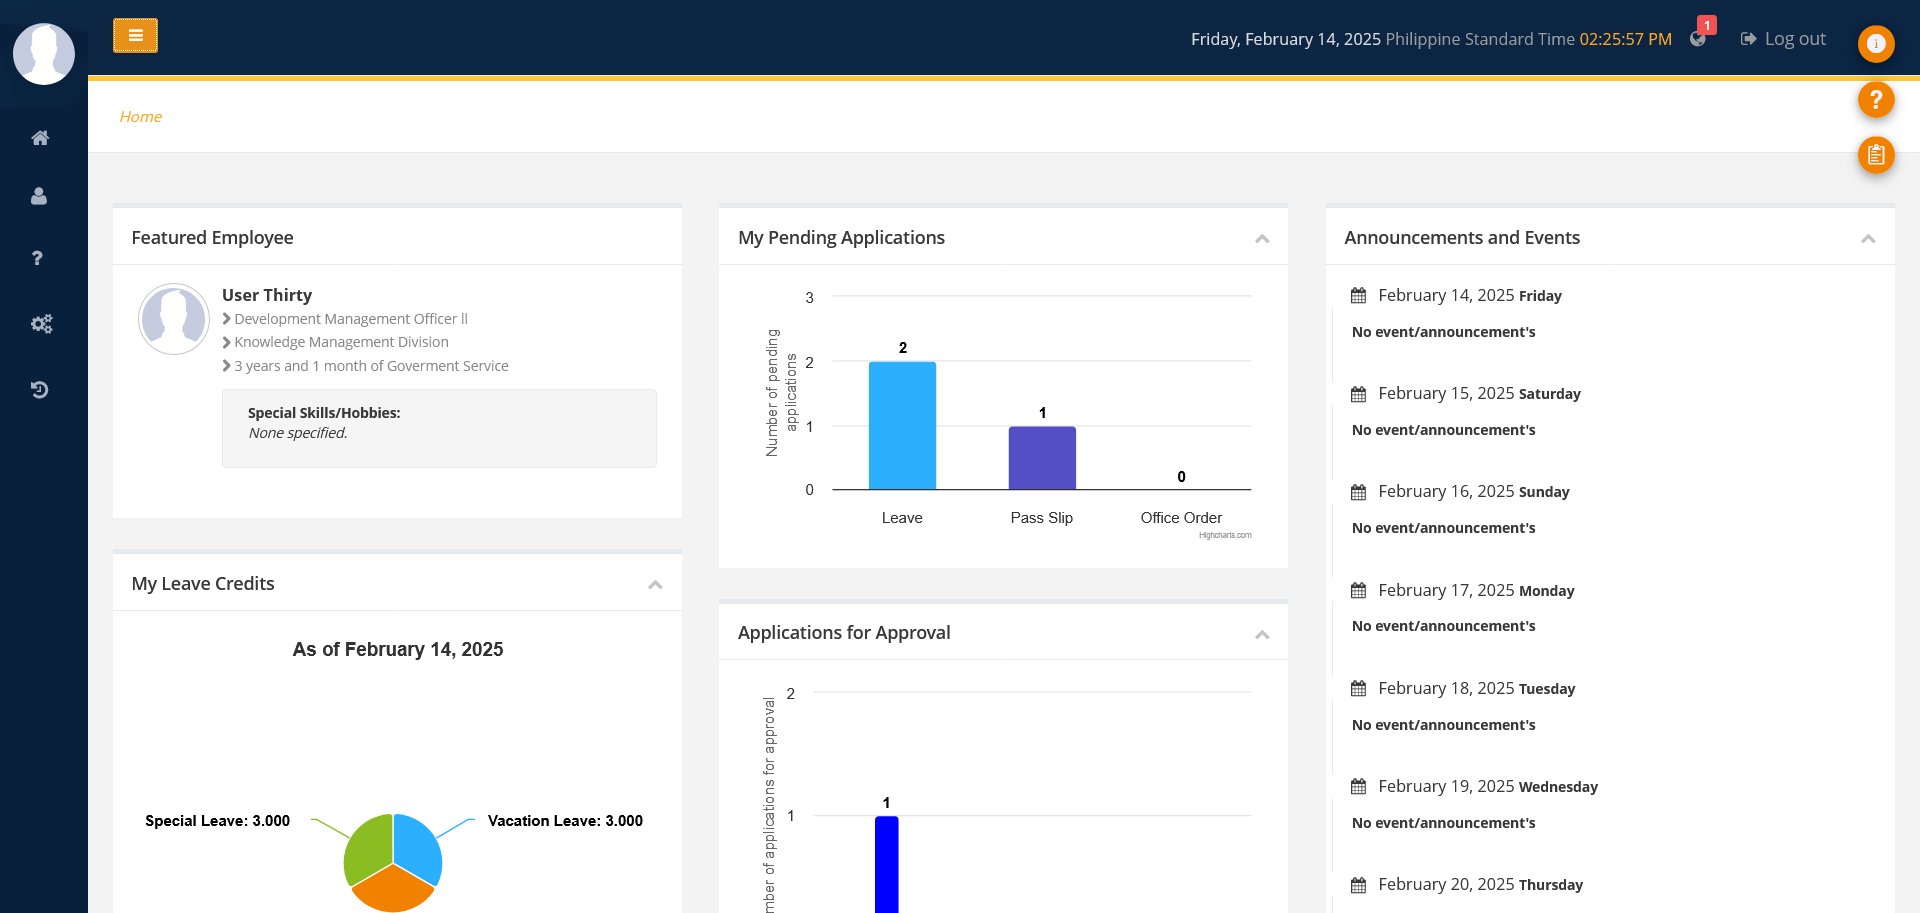 Friday, February 14, 2025 Philippine Standard Time 02:25:57 PM
1
Log out
Home
Featured Employee
User Thirty
Development Management Officer ll
Knowledge Management Division
3 years and 1 month of Goverment Service
Special Skills/Hobbies:
None specified.
My Leave Credits
As of February 14, 2025
Special Leave: 3.000
Vacation Leave: 3.000
My Pending Applications
Number of pending
applications
3
2
1
0
2
1
0
Leave
Pass Slip
Office Order
Highcharts.com
Applications for Approval
mber of applications for approval
2
1
1
Announcements and Events
February 14, 2025 Friday
No event/announcement's
February 15, 2025 Saturday
No event/announcement's
February 16, 2025 Sunday
No event/announcement's
February 17, 2025 Monday
No event/announcement's
February 18, 2025 Tuesday
No event/announcement's
February 19, 2025 Wednesday
No event/announcement's
February 20, 2025 Thursday